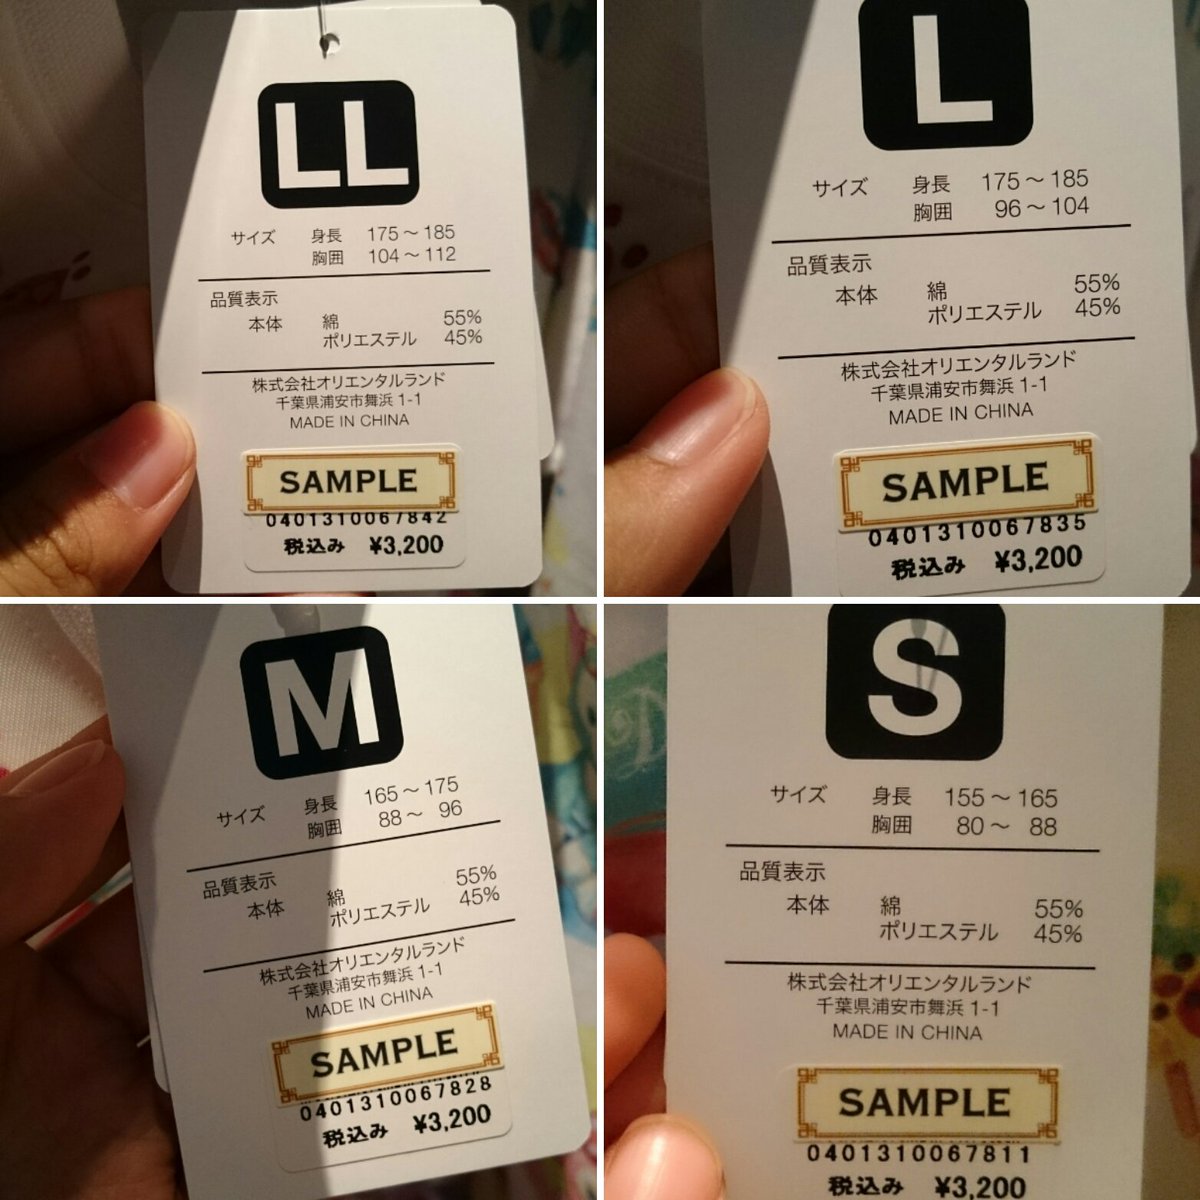 LL
サイズ 身長 175～185
胸囲 104～112
品質表示
本体 綿 55%
ポリエステル 45%
株式会社オリエンタルランド
千葉県浦安市舞浜 1-1
MADE IN CHINA
SAMPLE
0401310067842
税込み ¥3,200
L
サイズ 身長 175～185
胸囲 96～104
品質表示
本体 綿 55%
ポリエステル 45%
株式会社オリエンタルランド
千葉県浦安市舞浜 1-1
MADE IN CHINA
SAMPLE
0401310067835
税込み ¥3,200
M
サイズ 身長 165～175
胸囲 88～ 96
品質表示
本体 綿 55%
ポリエステル 45%
株式会社オリエンタルランド
千葉県浦安市舞浜 1-1
MADE IN CHINA
SAMPLE
0401310067828
税込み ¥3,200
S
サイズ 身長 155～165
胸囲 80～ 88
品質表示
本体 綿 55%
ポリエステル 45%
株式会社オリエンタルランド
千葉県浦安市舞浜 1-1
MADE IN CHINA
SAMPLE
0401310067811
税込み ¥3,200